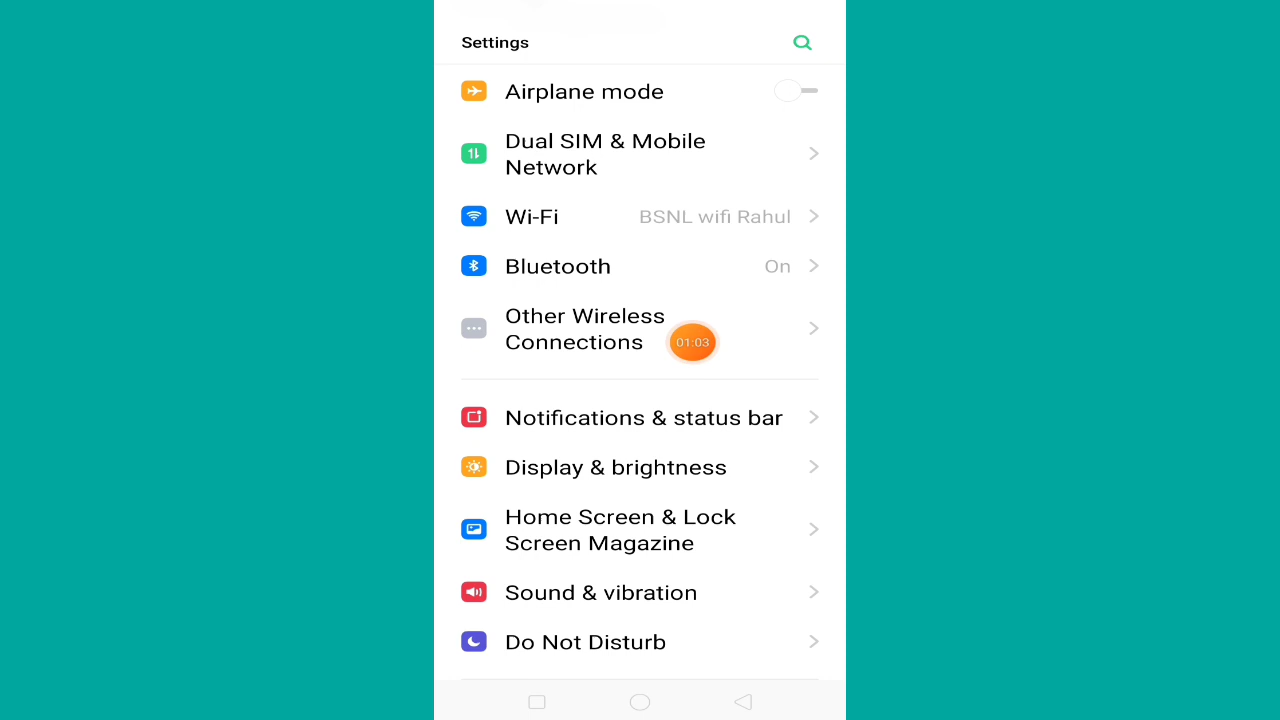 Settings
Airplane mode
Dual SIM & Mobile
Network
Wi-Fi BSNL wifi Rahul
Bluetooth On
Other Wireless
Connections
01:03
Notifications & status bar
Display & brightness
Home Screen & Lock
Screen Magazine
Sound & vibration
Do Not Disturb